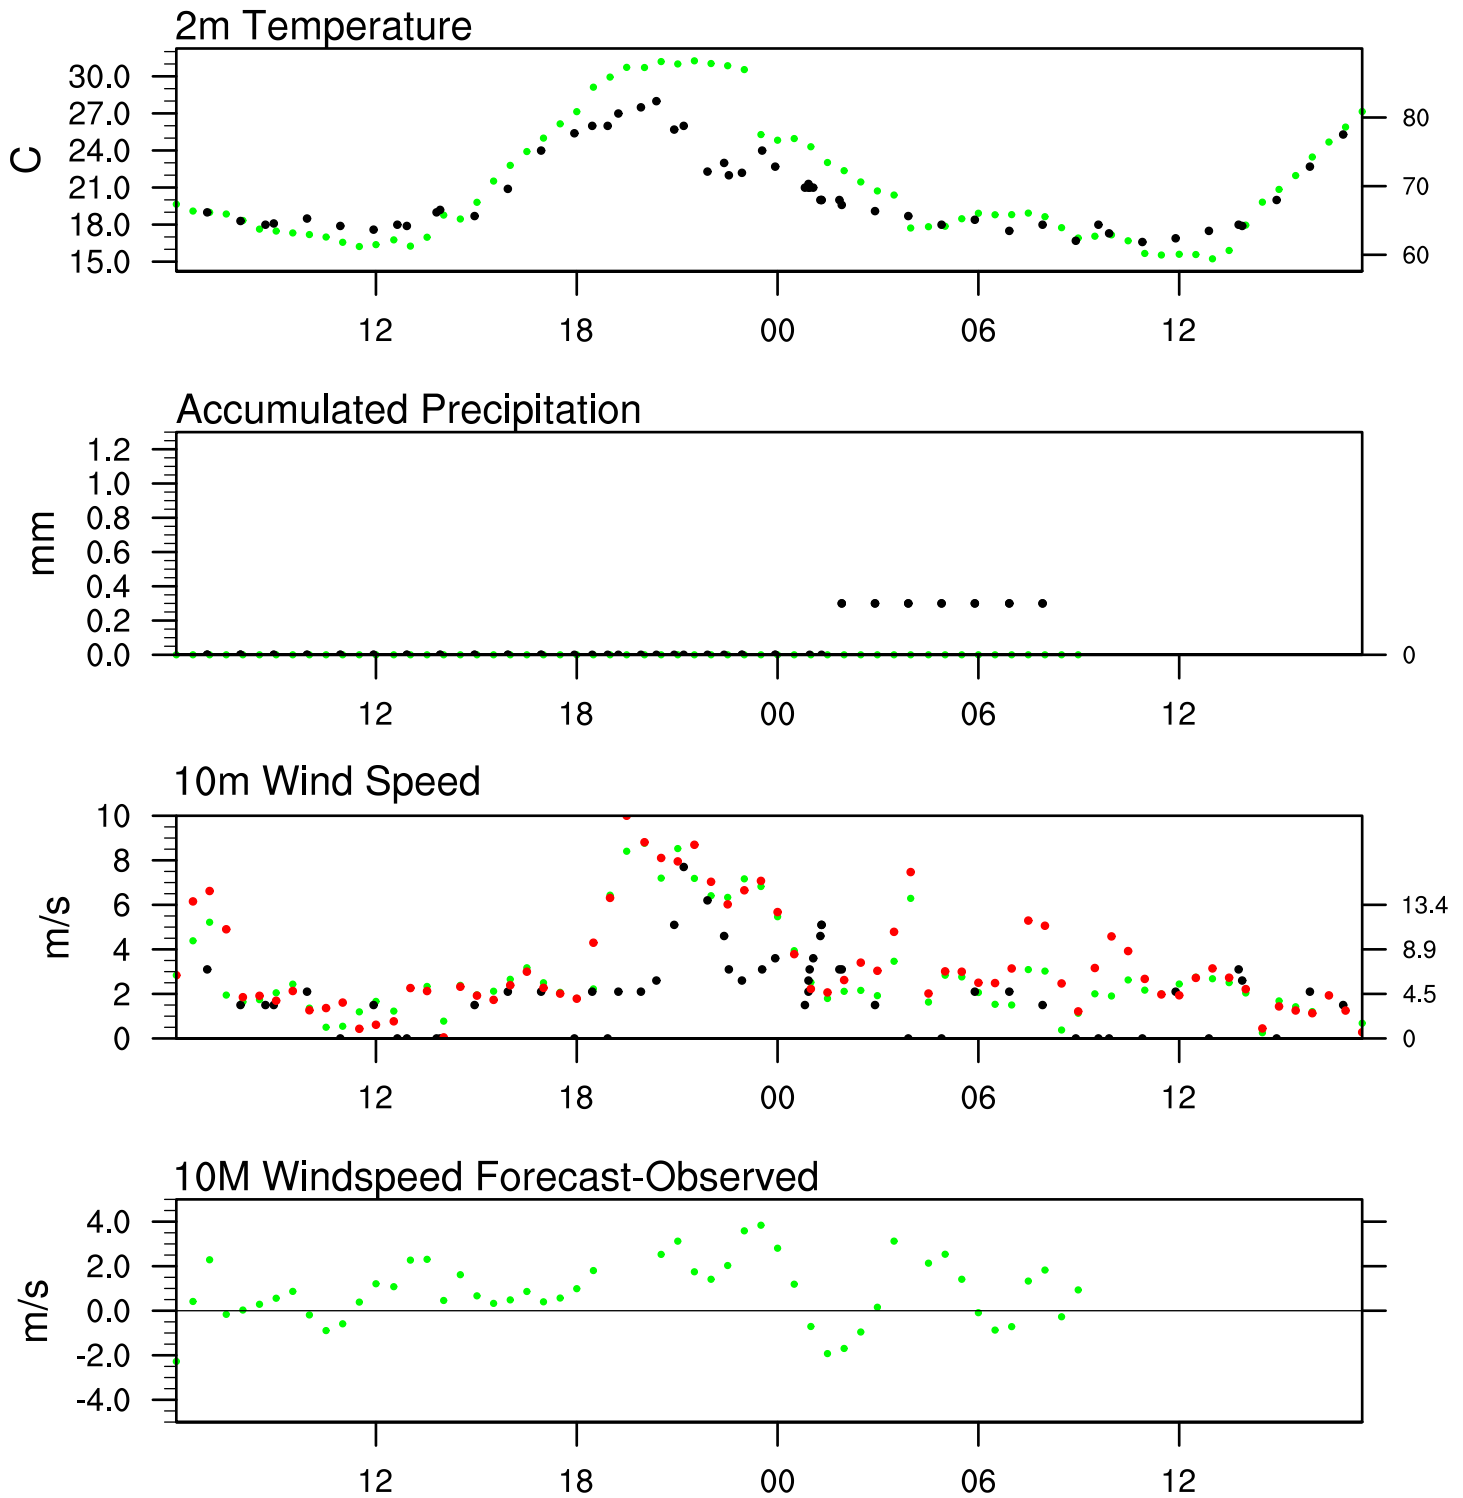 2m Temperature
30.0
27.0
24.0
21.0
18.0
15.0
C
80
70
60
12 18 00 06 12
Accumulated Precipitation
1.2
1.0
0.8
0.6
0.4
0.2
0.0
mm
0
12 18 00 06 12
10m Wind Speed
10
8
6
4
2
0
m/s
13.4
8.9
4.5
0
12 18 00 06 12
10M Windspeed Forecast-Observed
4.0
2.0
0.0
-2.0
-4.0
m/s
12 18 00 06 12